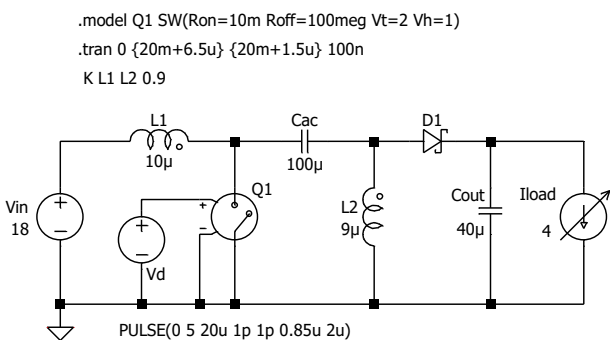 .model Q1 SW(Ron=10m Roff=100meg Vt=2 Vh=1)
.tran 0 {20m+6.5u} {20m+1.5u} 100n
K L1 L2 0.9
L1
10µ
Cac
100µ
D1
Vin
18
+
−
Vd
+
−
Q1
+
−
L2
9µ
Cout
40µ
Iload
4
PULSE(0 5 20u 1p 1p 0.85u 2u)